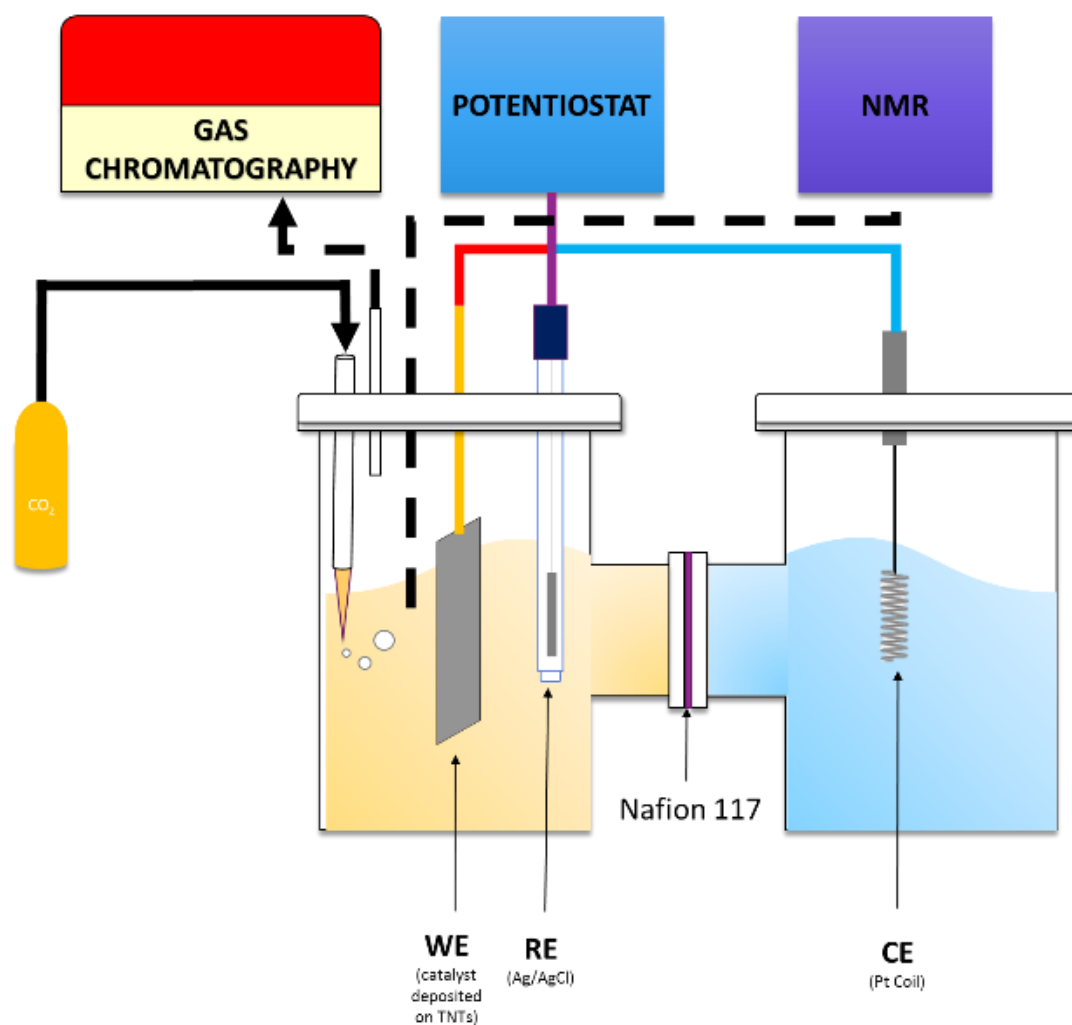 GAS
CHROMATOGRAPHY
POTENTIOSTAT
NMR
CO₂
Nafion 117
WE
(catalyst
deposited
on TNTs)
RE
(Ag/AgCl)
CE
(Pt Coil)